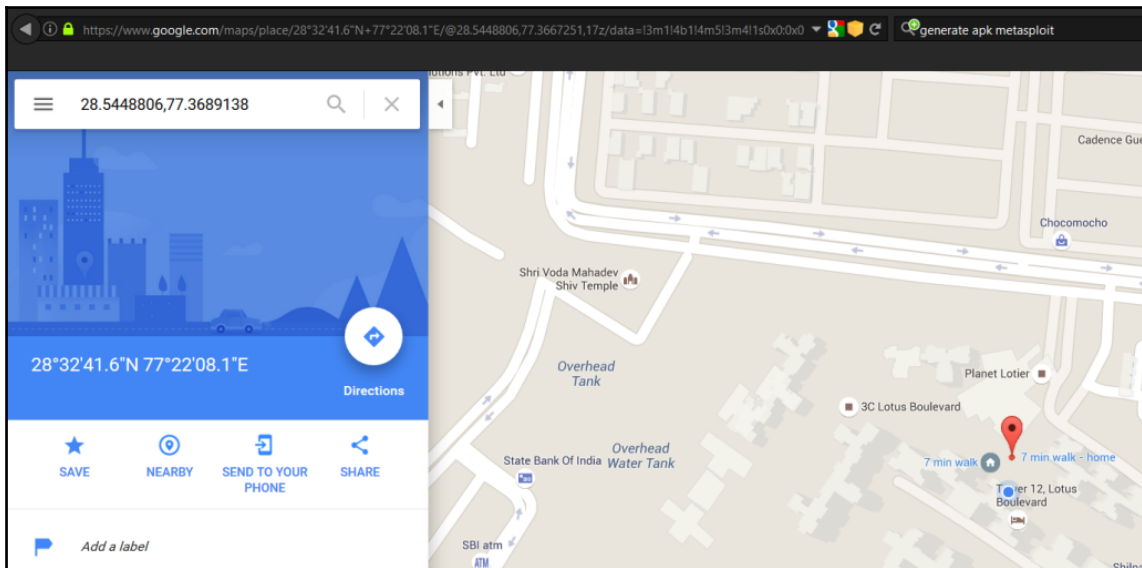 https://www.google.com/maps/place/28°32'41.6"N+77°22'08.1"E/@28.5448806,77.3667251,17z/data=!3m1!4b1!4m5!3m4!1s0x0:0x0
generate apk metasploit
28.5448806,77.3689138
28°32'41.6"N 77°22'08.1"E
Directions
SAVE
NEARBY
SEND TO YOUR
PHONE
SHARE
Add a label
Pvt. Ltd
Cadence Gue
Chocomocho
Shri Voda Mahadev
Shiv Temple
Overhead
Tank
Planet Lotier
3C Lotus Boulevard
Overhead
Water Tank
State Bank Of India
7 min walk
7 min walk - home
Tower 12, Lotus
Boulevard
SBI atm
ATM